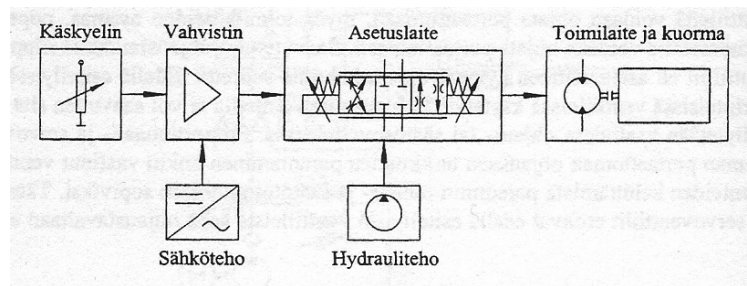 Käskyelin
Vahvistin
Asetuslaite
Toimilaite ja kuorma
Sähköteho
Hydrauliteho